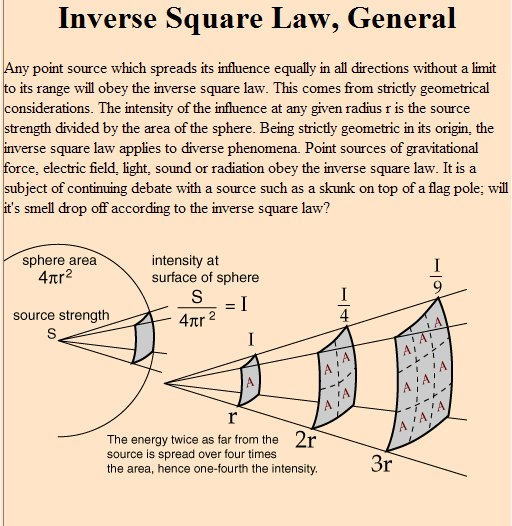 Inverse Square Law, General
Any point source which spreads its influence equally in all directions without a limit
to its range will obey the inverse square law. This comes from strictly geometrical
considerations. The intensity of the influence at any given radius r is the source
strength divided by the area of the sphere. Being strictly geometric in its origin, the
inverse square law applies to diverse phenomena. Point sources of gravitational
force, electric field, light, sound or radiation obey the inverse square law. It is a
subject of continuing debate with a source such as a skunk on top of a flag pole; will
it's smell drop off according to the inverse square law?
sphere area
4πr²
source strength
S
intensity at
surface of sphere
S
4πr²
= I
I
I
4
I
9
A
A A
A A
A A A
A A A
A A A
r
2r
3r
The energy twice as far from the
source is spread over four times
the area, hence one-fourth the intensity.